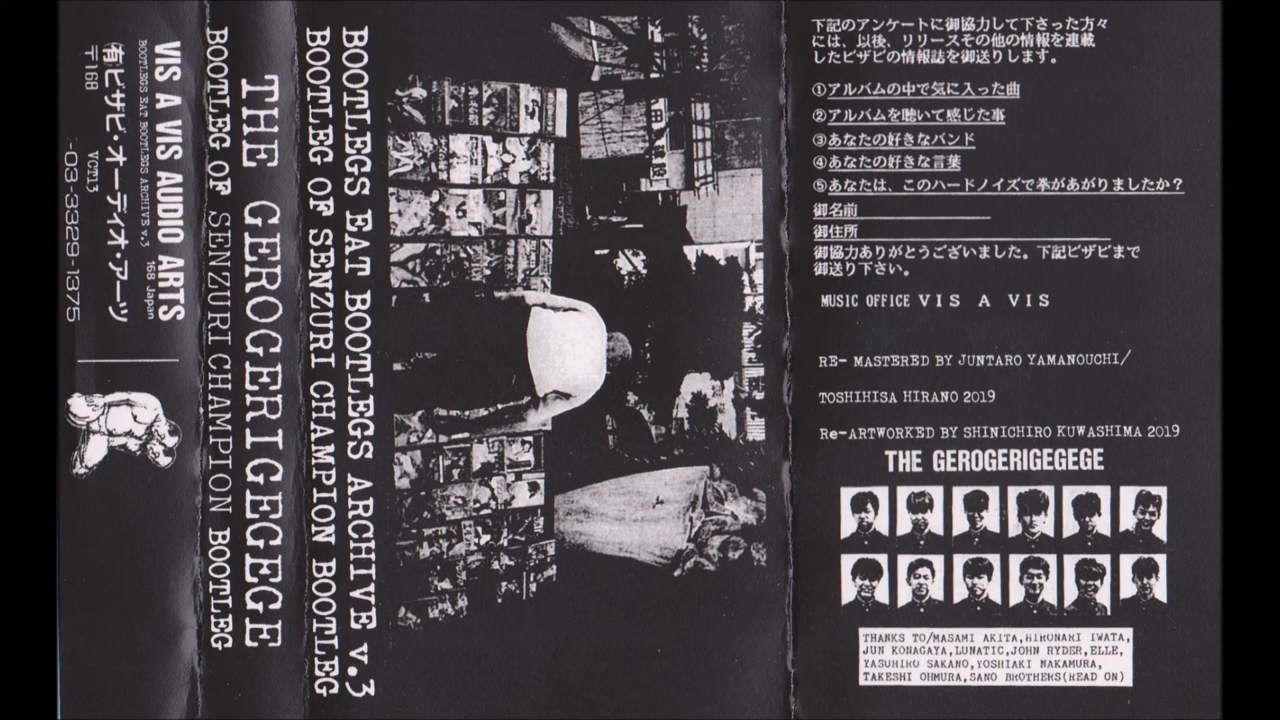 VIS A VIS AUDIO ARTS
BOOTLEGS EAT BOOTLEGS ARCHIVE v.3 168 Japan
VCT13
有ビザビ・オーディオ・アーツ
〒168
-03-3329-1375
THE GEROGERIGEGEGE
BOOTLEG OF SENZURI CHAMPION BOOTLEG
BOOTLEGS EAT BOOTLEGS ARCHIVE v.3
BOOTLEG OF SENZURI CHAMPION BOOTLEG
下記のアンケートに御協力して下さった方々
には、以後、リリースその他の情報を連載
したビザビの情報誌を御送りします。
①アルバムの中で気に入った曲
②アルバムを聴いて感じた事
③あなたの好きなバンド
④あなたの好きな言葉
⑤あなたは、このハードノイズで拳があがりましたか?
御名前
御住所
御協力ありがとうございました。下記ビザビまで
御送り下さい。
MUSIC OFFICE VIS A VIS
RE- MASTERED BY JUNTARO YAMANOUCHI/
TOSHIHISA HIRANO 2019
Re-ARTWORKED BY SHINICHIRO KUWASHIMA 2019
THE GEROGERIGEGEGE
THANKS TO/MASAMI AKITA,HIRONARI IWATA,
JUN KONAGAYA,LUNATIC,JOHN RYDER,ELLE,
YASUHIRO SAKANO,YOSHIAKI NAKAMURA,
TAKESHI OHMURA,SANO BROTHERS(READ ON)